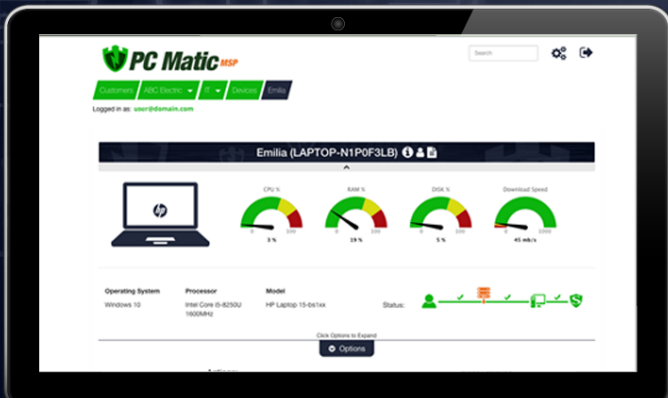 PC Matic MSP
Search
Customers ABC Electric IT Devices Emilia
Logged in as: user@domain.com
Emilia (LAPTOP-N1P0F3LB)
CPU % RAM % DISK % Download Speed
hp
0 100 0 100 0 100 0 1000
3 % 19 % 5 % 45 mb/s
Operating System Processor Model
Windows 10 Intel Core i5-8250U HP Laptop 15-bs1xx Status:
1600MHz
Click Options to Expand
Options